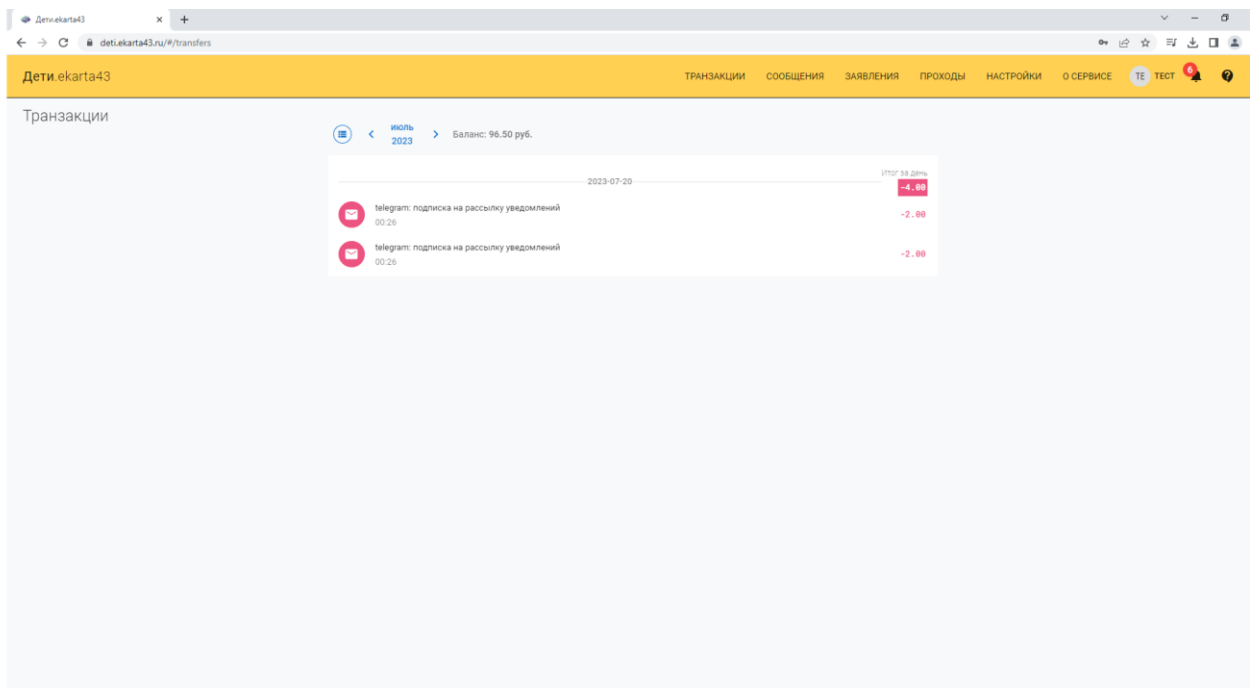 Дети.ekarta43
deti.ekarta43.ru/#/transfers
Дети.ekarta43
ТРАНЗАКЦИИ СООБЩЕНИЯ ЗАЯВЛЕНИЯ ПРОХОДЫ НАСТРОЙКИ О СЕРВИСЕ ТЕ ТЕСТ 6
Транзакции
июль
2023
Баланс: 96.50 руб.
Итог за день
2023-07-20
-4.00
telegram: подписка на рассылку уведомлений
00:26
-2.00
telegram: подписка на рассылку уведомлений
00:26
-2.00